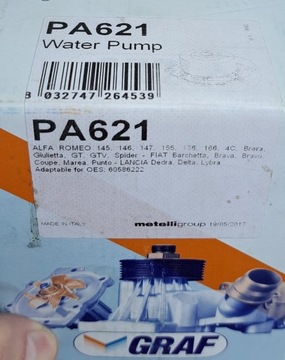 PA621
Water Pump
8 032747 264539
PA621
ALFA ROMEO 145, 146, 147, 155, 156, 166, 4C, Brera,
Giulietta, GT, GTV, Spider - FIAT Barchetta, Brava, Bravo,
Coupe, Marea, Punto - LANCIA Dedra, Delta, Lybra
Adaptable for OES: 60586222
MADE IN ITALY
metelligroup 19/05/2017
GRAF